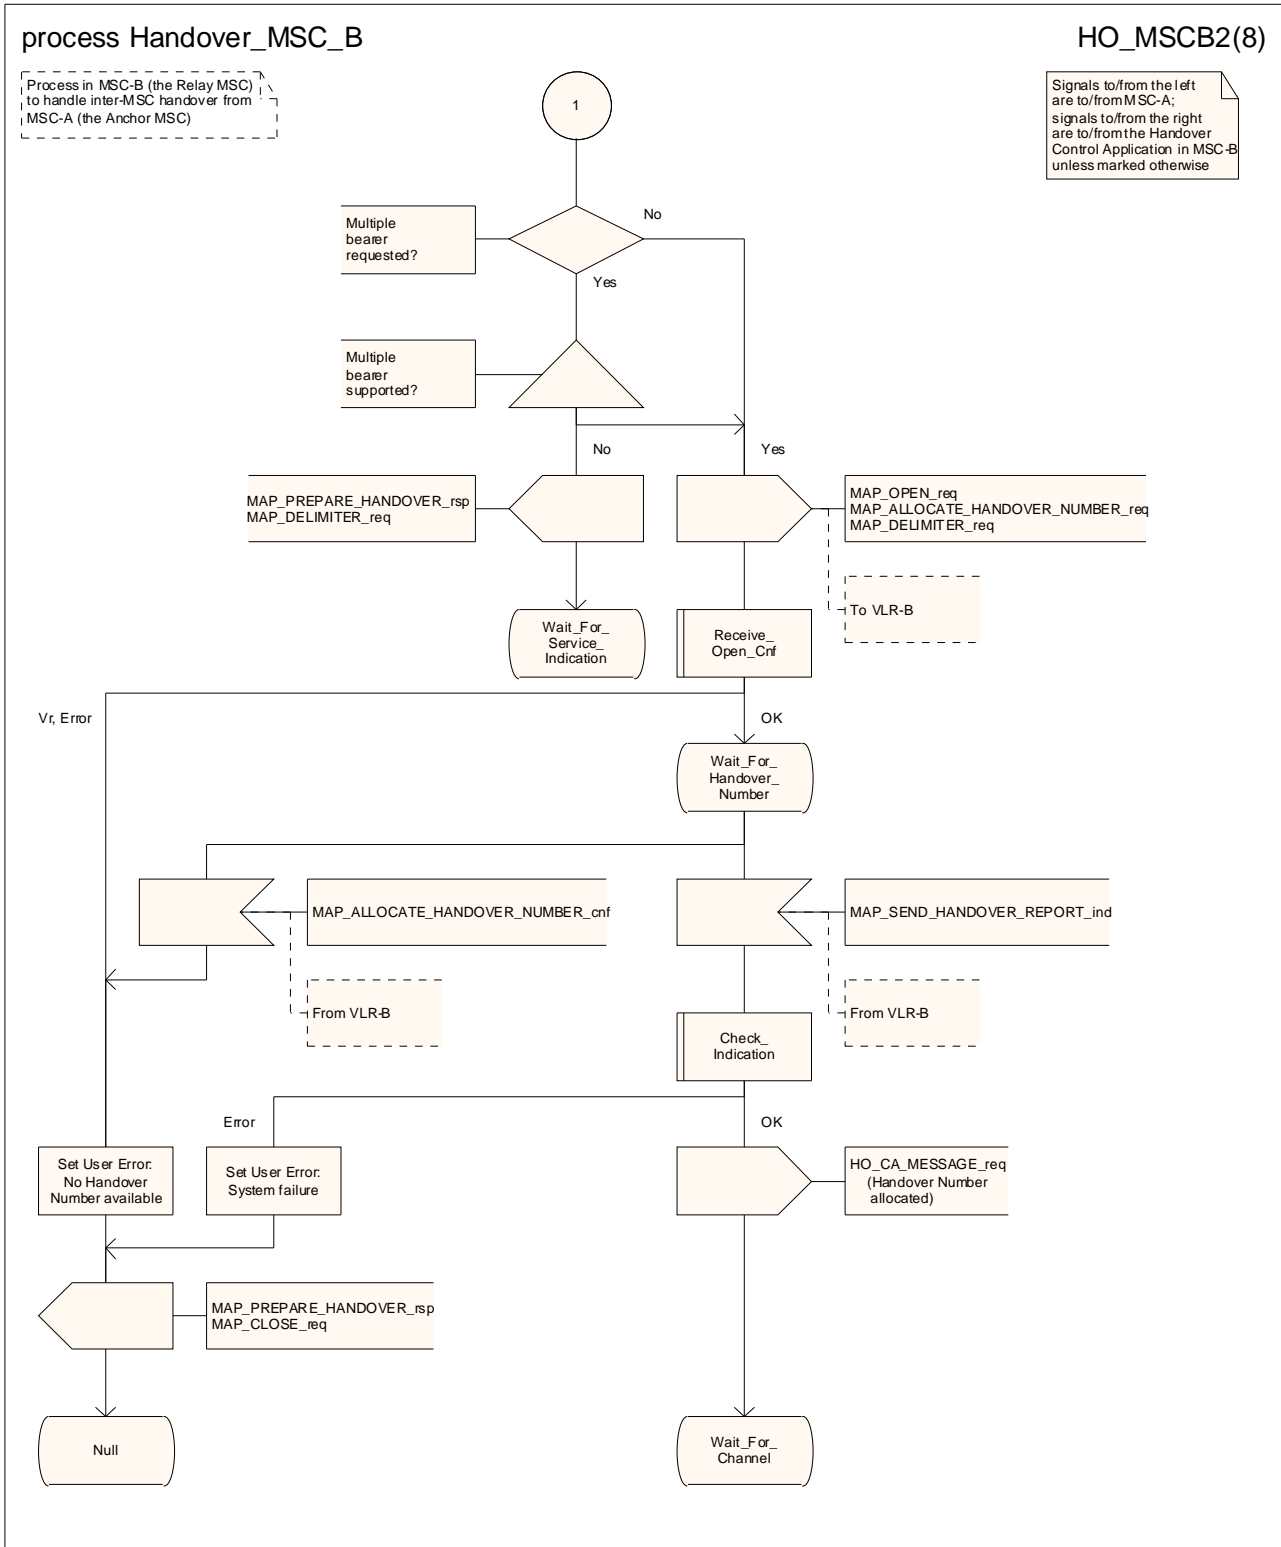 process Handover_MSC_B
HO_MSCB2(8)
Process in MSC-B (the Relay MSC)
to handle inter-MSC handover from
MSC-A (the Anchor MSC)
1
Signals to/from the left
are to/from MSC-A;
signals to/from the right
are to/from the Handover
Control Application in MSC-B
unless marked otherwise
Multiple
bearer
requested?
No
Yes
Multiple
bearer
supported?
No
Yes
MAP_PREPARE_HANDOVER_rsp
MAP_DELIMITER_req
MAP_OPEN_req
MAP_ALLOCATE_HANDOVER_NUMBER_req
MAP_DELIMITER_req
To VLR-B
Wait_For_
Service_
Indication
Receive_
Open_Cnf
Vr, Error
OK
Wait_For_
Handover_
Number
MAP_ALLOCATE_HANDOVER_NUMBER_cnf
MAP_SEND_HANDOVER_REPORT_ind
From VLR-B
From VLR-B
Check_
Indication
Error
OK
Set User Error:
No Handover
Number available
Set User Error:
System failure
HO_CA_MESSAGE_req
(Handover Number
allocated)
MAP_PREPARE_HANDOVER_rsp
MAP_CLOSE_req
Null
Wait_For_
Channel